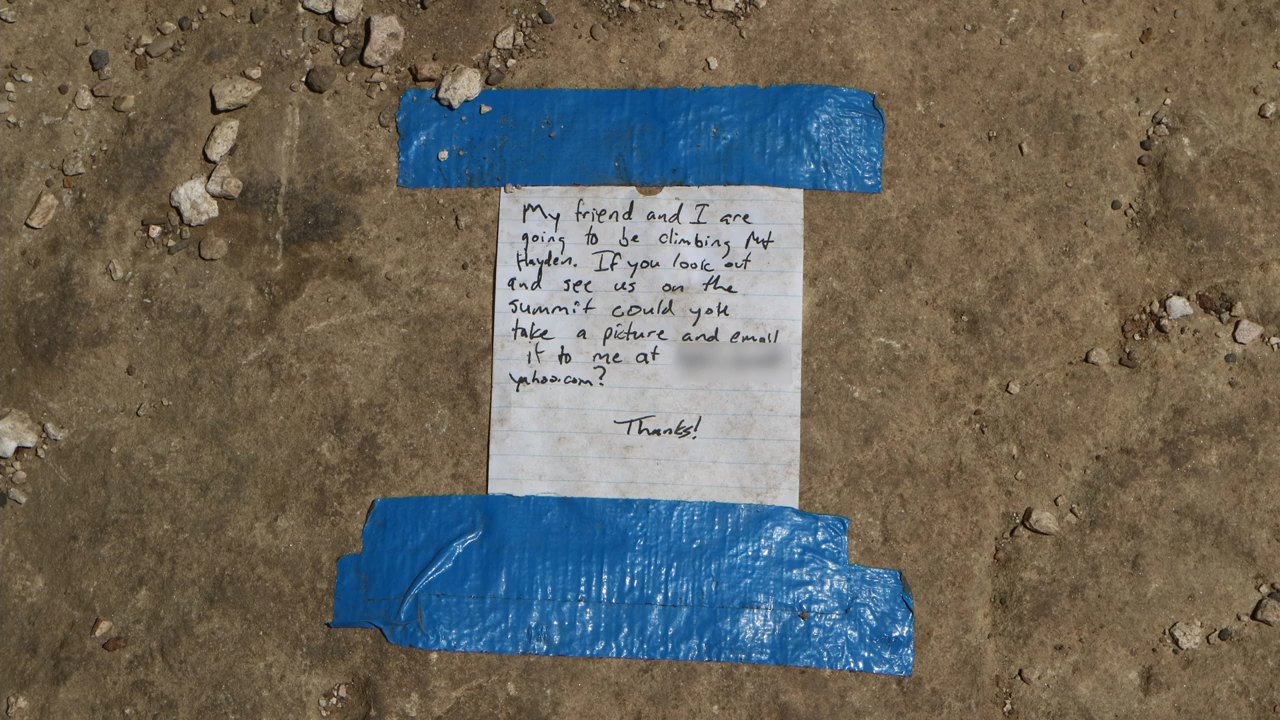 My friend and I are
going to be climbing Mt
Hayden. If you look out
and see us on the
summit could you
take a picture and email
it to me at
yahoo.com?
Thanks!